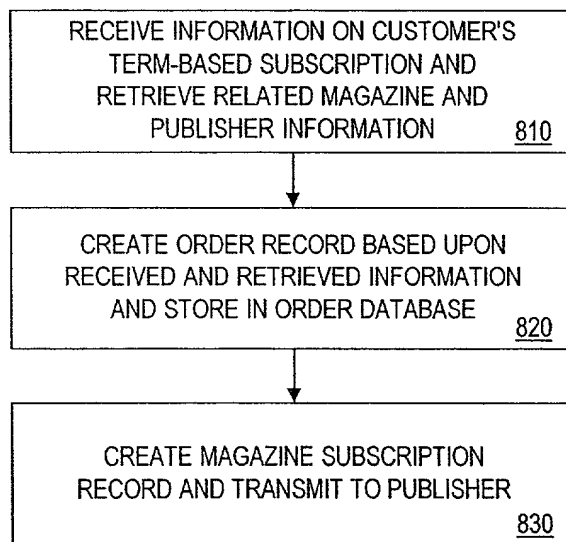 RECEIVE INFORMATION ON CUSTOMER'S
TERM-BASED SUBSCRIPTION AND
RETRIEVE RELATED MAGAZINE AND
PUBLISHER INFORMATION
810
CREATE ORDER RECORD BASED UPON
RECEIVED AND RETRIEVED INFORMATION
AND STORE IN ORDER DATABASE
820
CREATE MAGAZINE SUBSCRIPTION
RECORD AND TRANSMIT TO PUBLISHER
830